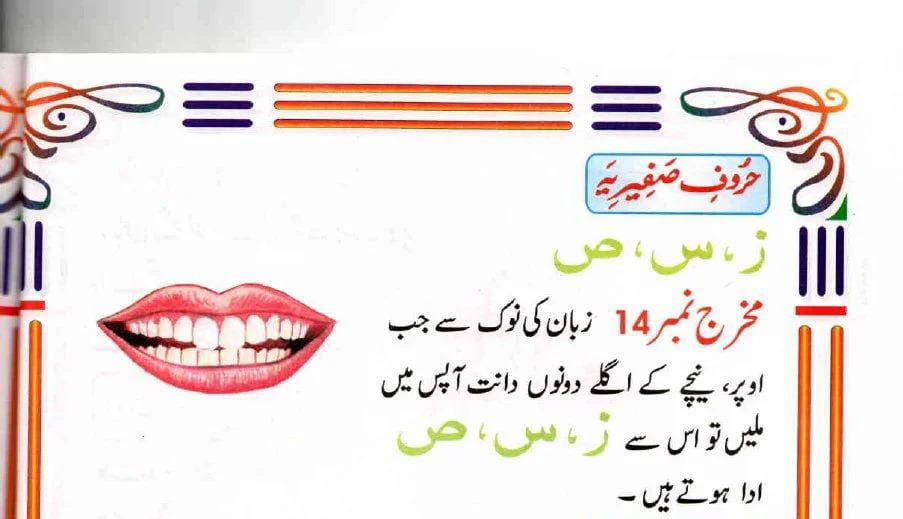 حُرُوفِ صَفِیرِیَہ
ز، س، ص
مخرج نمبر 14 زبان کی نوک سے جب
اوپر، نیچے کے اگلے دونوں دانت آپس میں
ملیں تو اس سے ز، س، ص
ادا ہوتے ہیں ۔